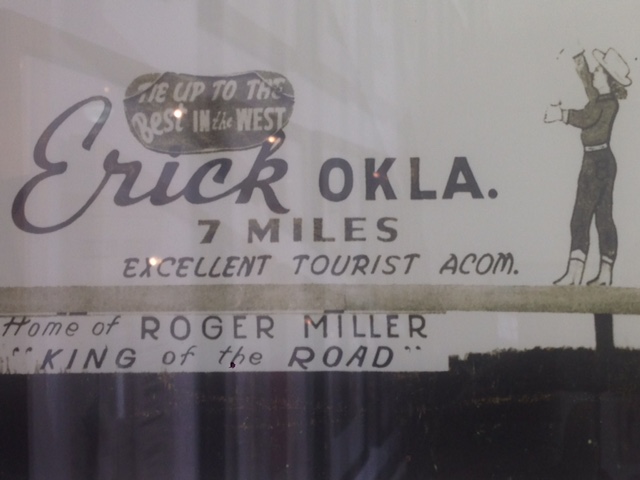 TIE UP TO THE
Best IN the WEST
Erick OKLA.
7 MILES
EXCELLENT TOURIST ACOM.
Home of ROGER MILLER
"KING of the ROAD"